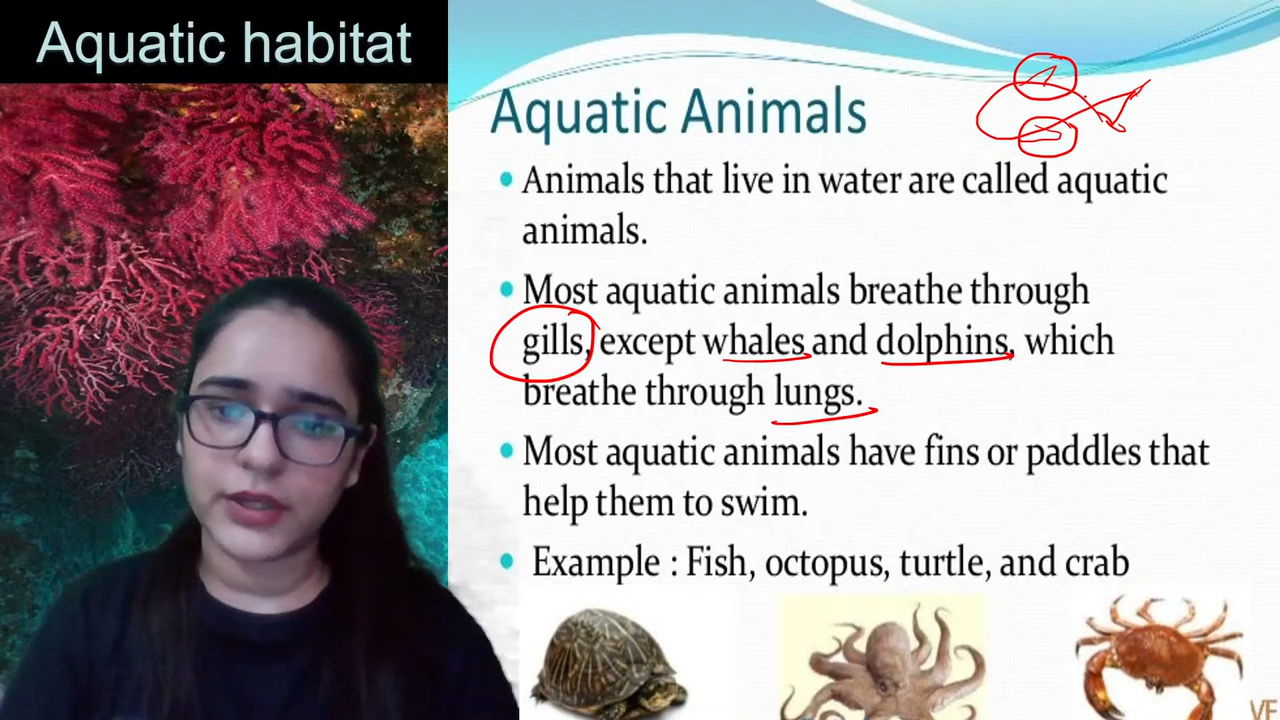 Aquatic habitat
Aquatic Animals
• Animals that live in water are called aquatic
animals.
• Most aquatic animals breathe through
gills, except whales and dolphins, which
breathe through lungs.
• Most aquatic animals have fins or paddles that
help them to swim.
• Example : Fish, octopus, turtle, and crab
VF